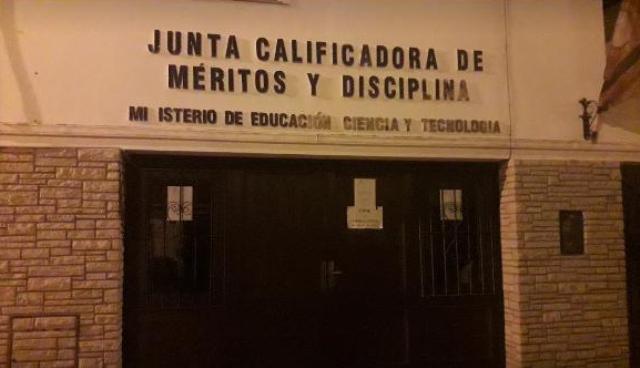 JUNTA CALIFICADORA DE
MÉRITOS Y DISCIPLINA
MI ISTERIO DE EDUCACIÓN CIENCIA Y TECNOLOGIA